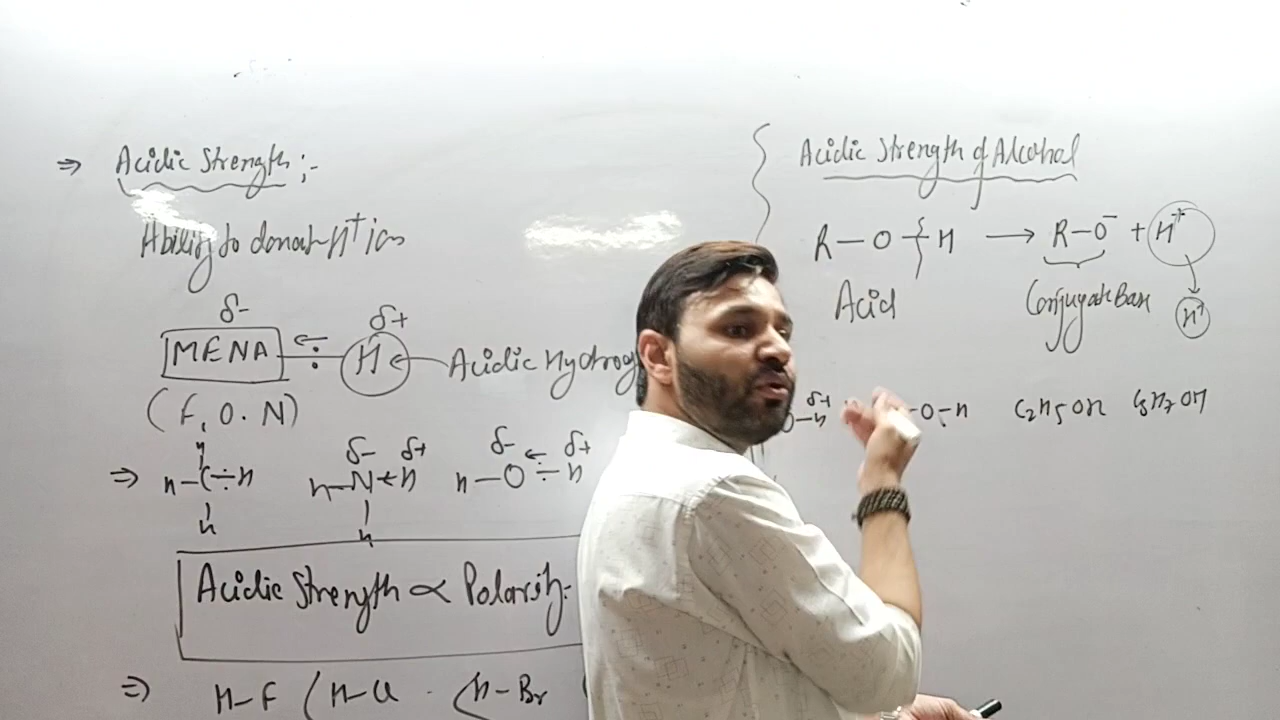 ⇒ Acidic Strength :-
Ability to donate H⁺ ion
δ- δ+
MENA ← : H ← Acidic Hydrog
(F, O, N)
H δ- δ+ δ- ← δ+
⇒ H-C÷H H-N←H H-O÷H
H H
Acidic Strength ∝ Polarity.
⇒ H-F ( H-Cl . ( H-Br
Acidic Strength of Alcohol
R-O-H → R-O⁻ + H⁺
Acid Conjugate Base H⁺
δ+
O-H -O-H C₂H₅OH C₃H₇OH